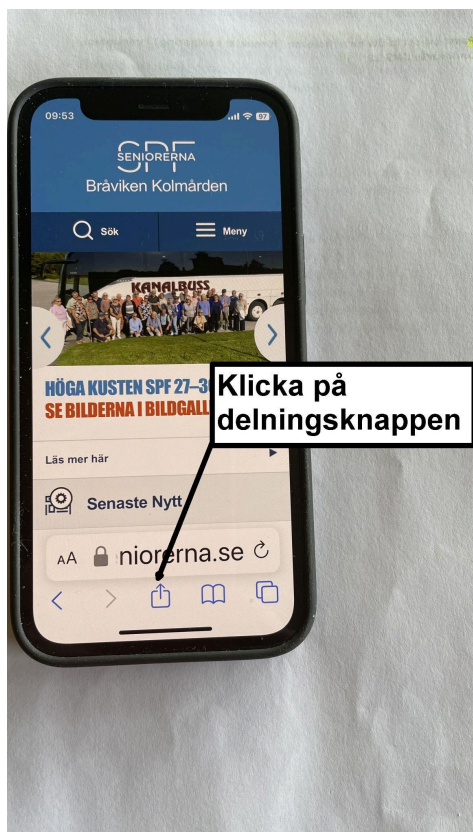 09:53
97
SENIORERNA
SPF
Bråviken Kolmården
Sök
Meny
KANALBUSS
HÖGA KUSTEN SPF 27–3
SE BILDERNA I BILDGALL
Klicka på
delningsknappen
Läs mer här
Senaste Nytt
AA niorerna.se